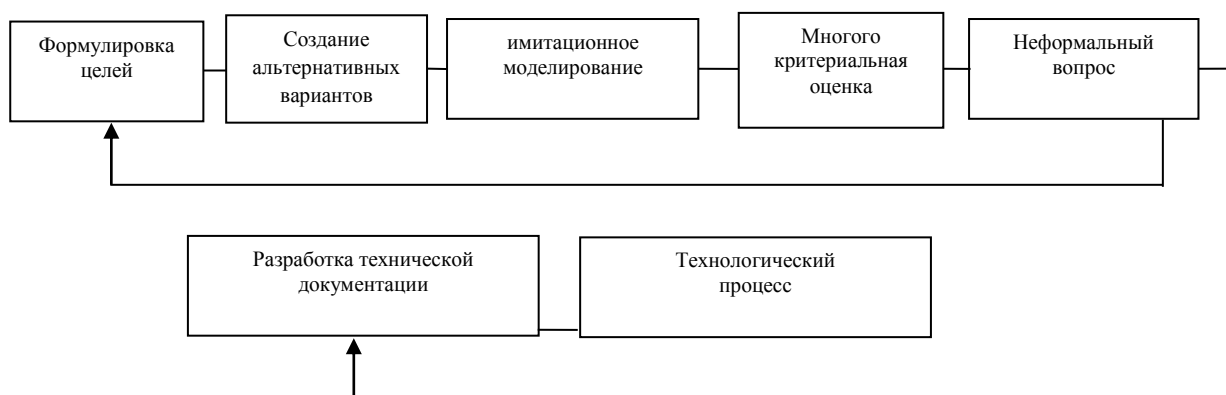 Формулировка
целей
Создание
альтернативных
вариантов
имитационное
моделирование
Многого
критериальная
оценка
Неформальный
вопрос
Разработка технической
документации
Технологический
процесс